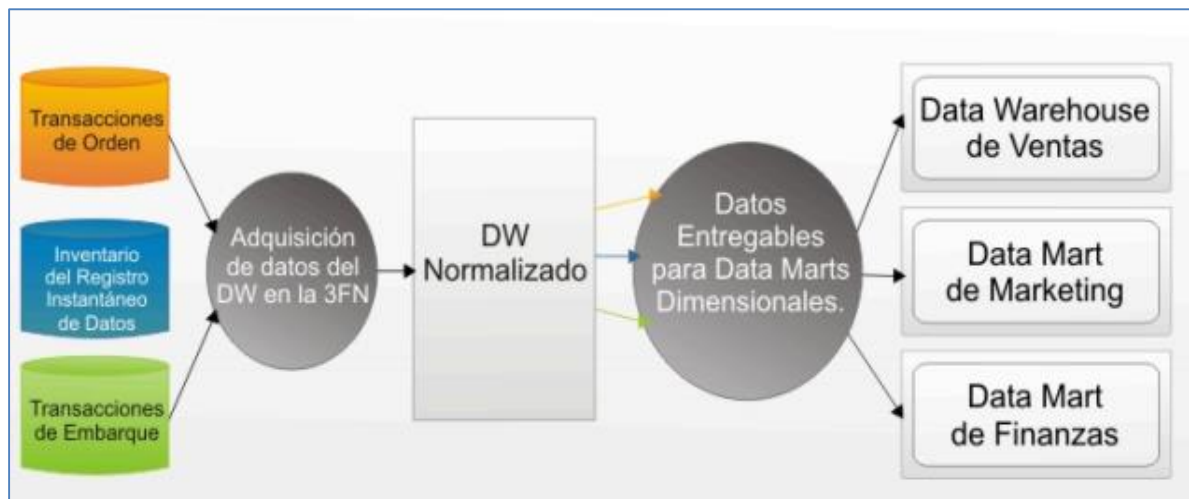 Transacciones
de Orden
Inventario
del Registro
Instantáneo
de Datos
Transacciones
de Embarque
Adquisición
de datos del
DW en la 3FN
DW
Normalizado
Datos
Entregables
para Data Marts
Dimensionales.
Data Warehouse
de Ventas
Data Mart
de Marketing
Data Mart
de Finanzas